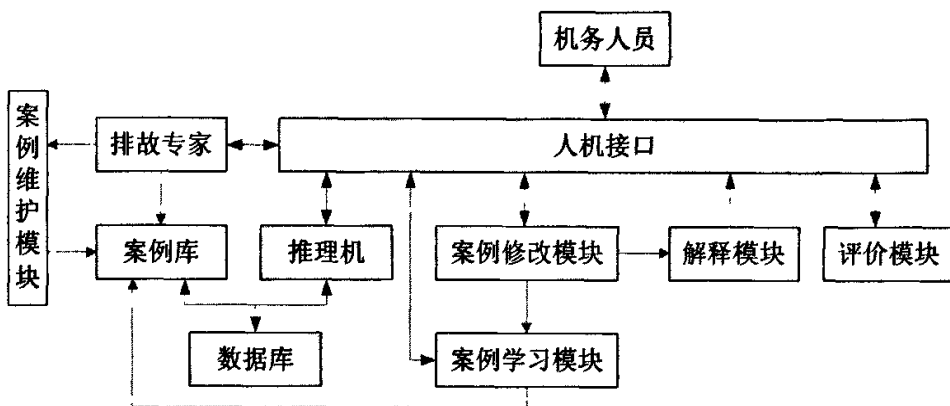 机务人员
案例维护模块
排故专家
人机接口
案例库
推理机
案例修改模块
解释模块
评价模块
数据库
案例学习模块